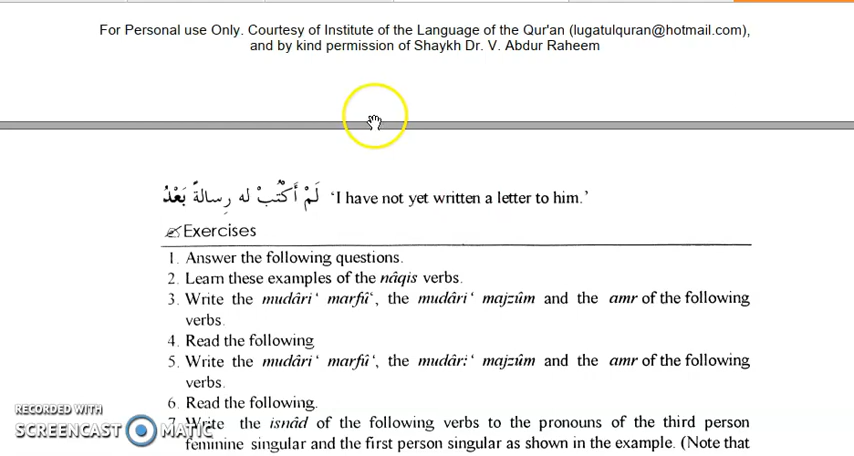 For Personal use Only. Courtesy of Institute of the Language of the Qur'an (lugatulquran@hotmail.com),
and by kind permission of Shaykh Dr. V. Abdur Raheem
لَمْ أَكْتُبْ له رِسالةً بَعْدُ 'I have not yet written a letter to him.'
Exercises
1. Answer the following questions.
2. Learn these examples of the nâqis verbs.
3. Write the mudâri‘ marfû‘, the mudâri‘ majzûm and the amr of the following
verbs.
4. Read the following
5. Write the mudâri‘ marfû‘, the mudâr:‘ majzûm and the amr of the following
verbs.
6. Read the following.
7. Write the isnâd of the following verbs to the pronouns of the third person
feminine singular and the first person singular as shown in the example. (Note that
RECORDED WITH
SCREENCAST MATIC